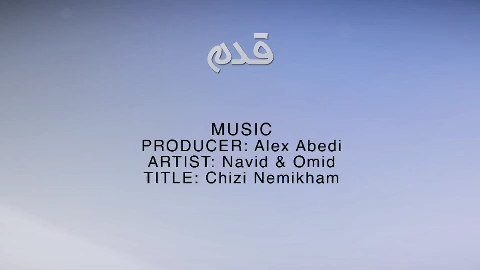 قدم
MUSIC
PRODUCER: Alex Abedi
ARTIST: Navid & Omid
TITLE: Chizi Nemikham